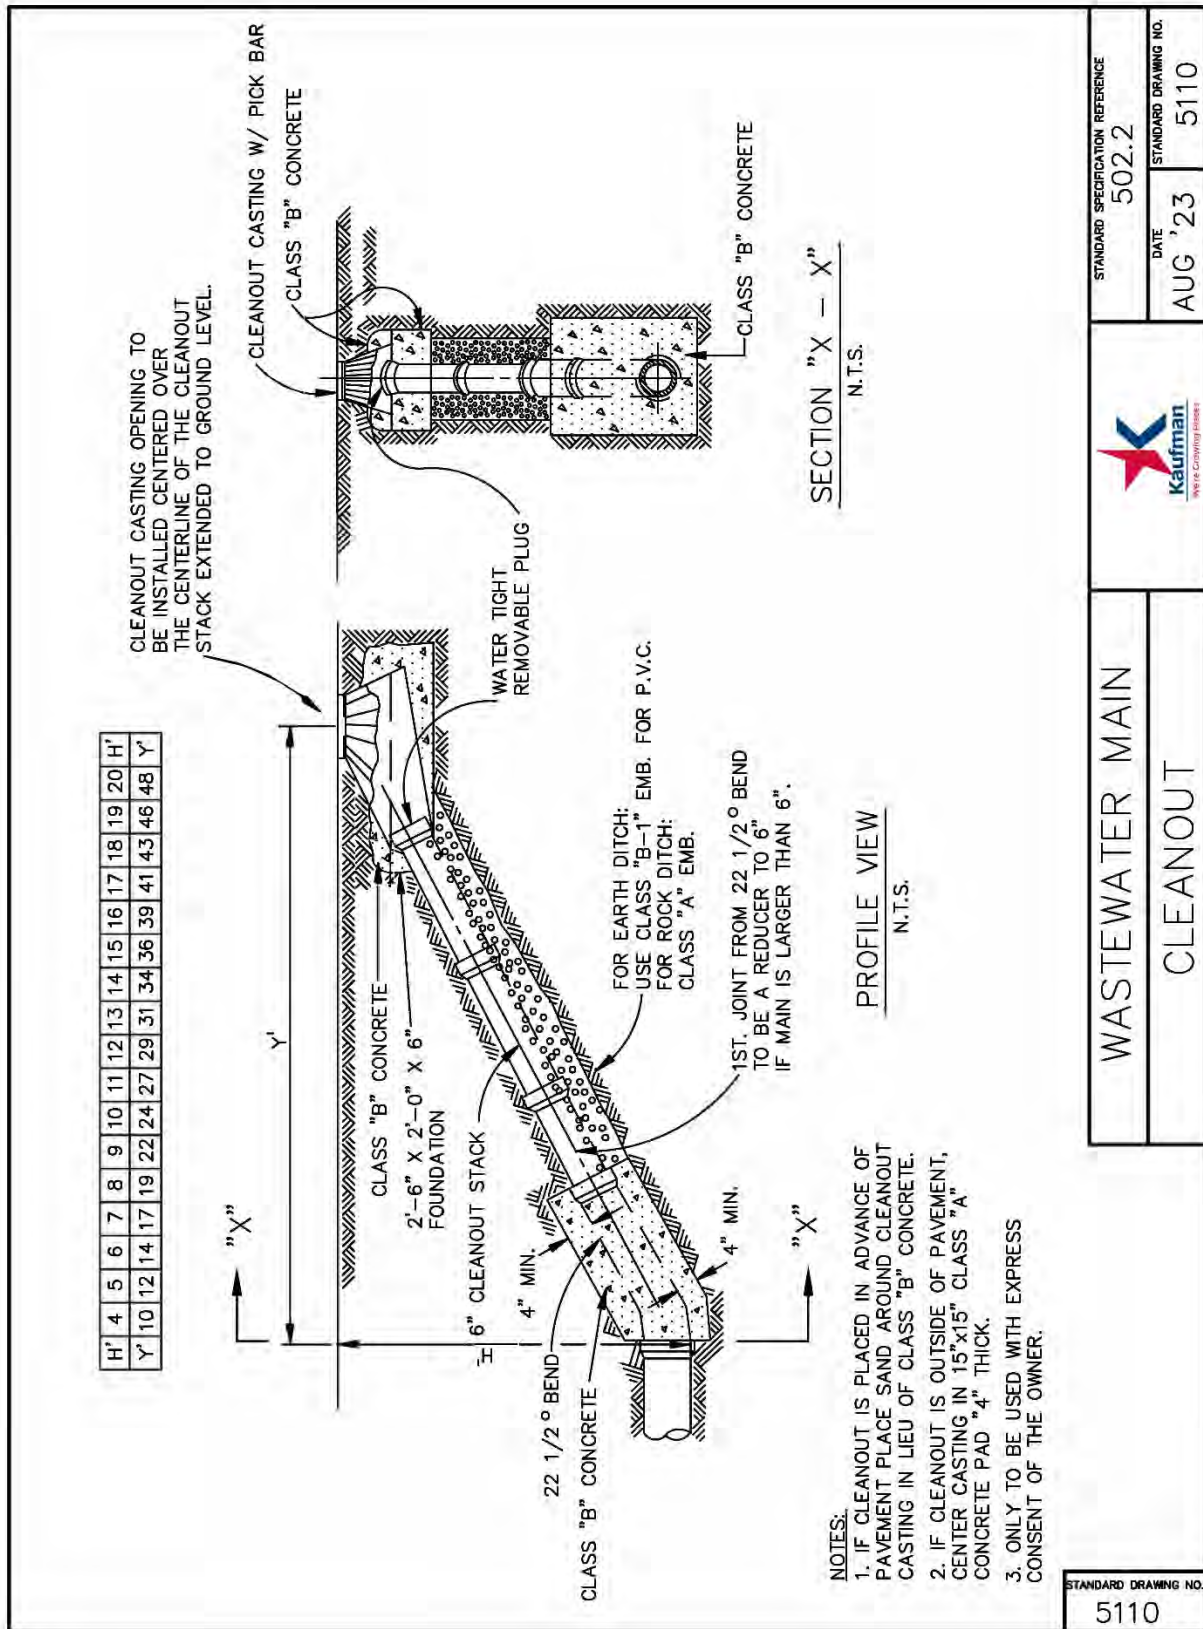 H' 4 5 6 7 8 9 10 11 12 13 14 15 16 17 18 19 20 H'
Y' 10 12 14 17 19 22 24 27 29 31 34 36 39 41 43 46 48 Y'
CLEANOUT CASTING OPENING TO
BE INSTALLED CENTERED OVER
THE CENTERLINE OF THE CLEANOUT
STACK EXTENDED TO GROUND LEVEL.
CLEANOUT CASTING W/ PICK BAR
CLASS "B" CONCRETE
"X"
Y'
CLASS "B" CONCRETE
2'-6" X 2'-0" X 6"
FOUNDATION
6" CLEANOUT STACK
H'
4" MIN.
22 1/2° BEND
CLASS "B" CONCRETE
WATER TIGHT
REMOVABLE PLUG
FOR EARTH DITCH:
USE CLASS "B-1" EMB. FOR P.V.C.
FOR ROCK DITCH:
CLASS "A" EMB.
1ST. JOINT FROM 22 1/2° BEND
TO BE A REDUCER TO 6"
IF MAIN IS LARGER THAN 6".
4" MIN.
"X"
CLASS "B" CONCRETE
PROFILE VIEW
N.T.S.
SECTION "X – X"
N.T.S.
NOTES:
1. IF CLEANOUT IS PLACED IN ADVANCE OF
PAVEMENT PLACE SAND AROUND CLEANOUT
CASTING IN LIEU OF CLASS "B" CONCRETE.
2. IF CLEANOUT IS OUTSIDE OF PAVEMENT,
CENTER CASTING IN 15"x15" CLASS "A"
CONCRETE PAD "4" THICK.
3. ONLY TO BE USED WITH EXPRESS
CONSENT OF THE OWNER.
WASTEWATER MAIN
CLEANOUT
Kaufman
STANDARD SPECIFICATION REFERENCE
502.2
DATE
AUG '23
STANDARD DRAWING NO.
5110
STANDARD DRAWING NO.
5110